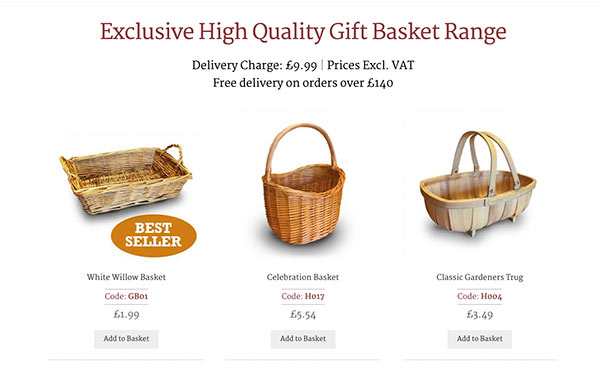 Exclusive High Quality Gift Basket Range
Delivery Charge: £9.99 | Prices Excl. VAT
Free delivery on orders over £140
BEST
SELLER
White Willow Basket
Code: GB01
£1.99
Add to Basket
Celebration Basket
Code: H017
£5.54
Add to Basket
Classic Gardeners Trug
Code: H004
£3.49
Add to Basket